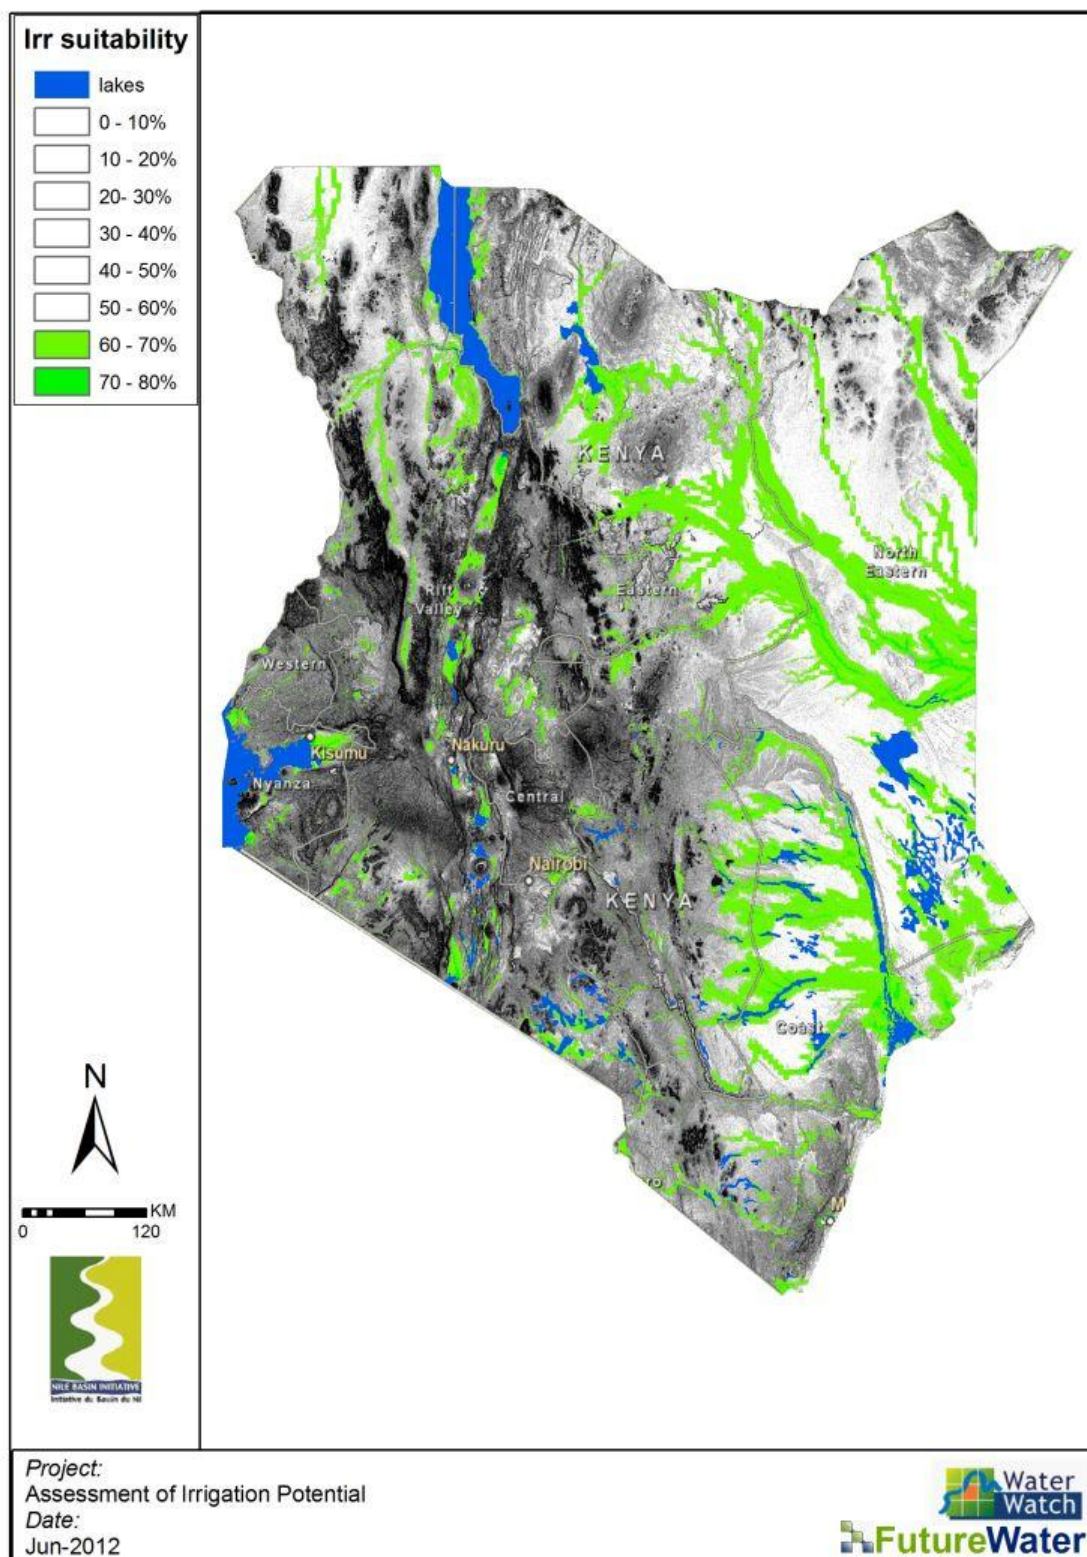 Irr suitability
lakes
0 - 10%
10 - 20%
20- 30%
30 - 40%
40 - 50%
50 - 60%
60 - 70%
70 - 80%
KENYA
North
Eastern
Eastern
Rift
Valley
Western
Kisumu
Nakuru
Nyanza
Central
Nairobi
KENYA
Coast
ro
M
N
KM
0 120
NILE BASIN INITIATIVE
Initiative du Bassin du Nil
Project:
Assessment of Irrigation Potential
Date:
Jun-2012
Water
Watch
FutureWater